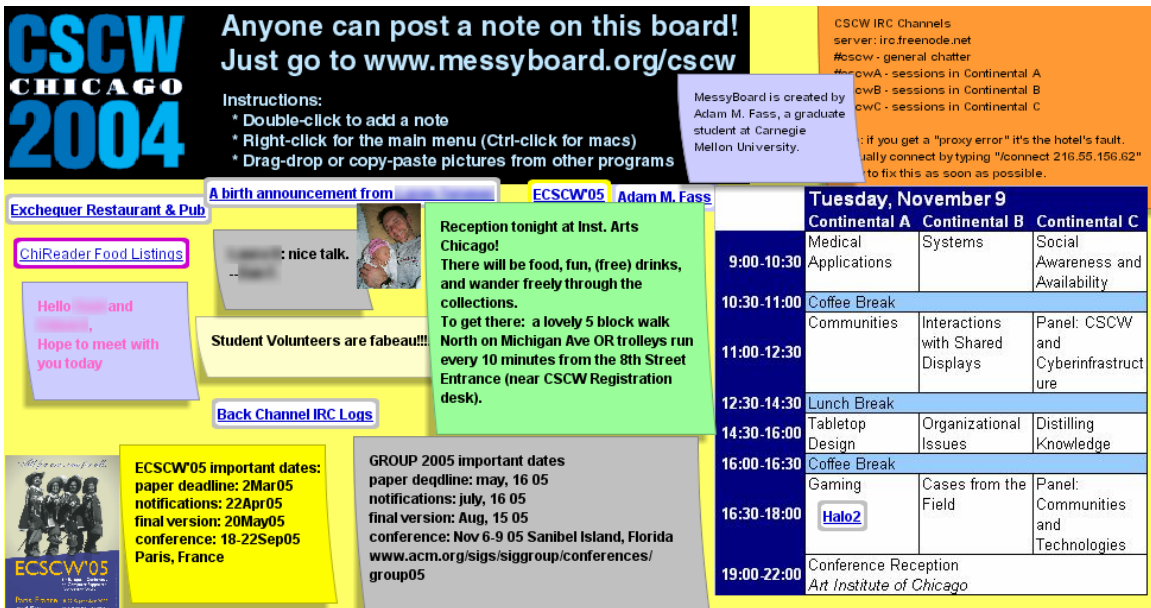 CSCW
CHICAGO
2004
Anyone can post a note on this board!
Just go to www.messyboard.org/cscw
Instructions:
* Double-click to add a note
* Right-click for the main menu (Ctrl-click for macs)
* Drag-drop or copy-paste pictures from other programs
MessyBoard is created by
Adam M. Fass, a graduate
student at Carnegie
Mellon University.
CSCW IRC Channels
server: irc.freenode.net
#cscw - general chatter
#cscwA - sessions in Continental A
cwB - sessions in Continental B
cwC - sessions in Continental C
: if you get a "proxy error" it's the hotel's fault.
ually connect by typing "/connect 216.55.156.62"
to fix this as soon as possible.
Exchequer Restaurant & Pub
A birth announcement from
ECSCW'05
Adam M. Fass
ChiReader Food Listings
: nice talk.
--
Hello and
,
Hope to meet with
you today
Student Volunteers are fabeau!!!
Back Channel IRC Logs
Reception tonight at Inst. Arts
Chicago!
There will be food, fun, (free) drinks,
and wander freely through the
collections.
To get there: a lovely 5 block walk
North on Michigan Ave OR trolleys run
every 10 minutes from the 8th Street
Entrance (near CSCW Registration
desk).
ECSCW'05
ECSCW'05 important dates:
paper deadline: 2Mar05
notifications: 22Apr05
final version: 20May05
conference: 18-22Sep05
Paris, France
GROUP 2005 important dates
paper deqdline: may, 16 05
notifications: july, 16 05
final version: Aug, 15 05
conference: Nov 6-9 05 Sanibel Island, Florida
www.acm.org/sigs/siggroup/conferences/
group05
Tuesday, November 9
Continental A Continental B Continental C
9:00-10:30
Medical
Applications
Systems
Social
Awareness and
Availability
10:30-11:00 Coffee Break
11:00-12:30
Communities
Interactions
with Shared
Displays
Panel: CSCW
and
Cyberinfrastruct
ure
12:30-14:30 Lunch Break
14:30-16:00
Tabletop
Design
Organizational
Issues
Distilling
Knowledge
16:00-16:30 Coffee Break
16:30-18:00
Gaming
Halo2
Cases from the
Field
Panel:
Communities
and
Technologies
19:00-22:00
Conference Reception
Art Institute of Chicago